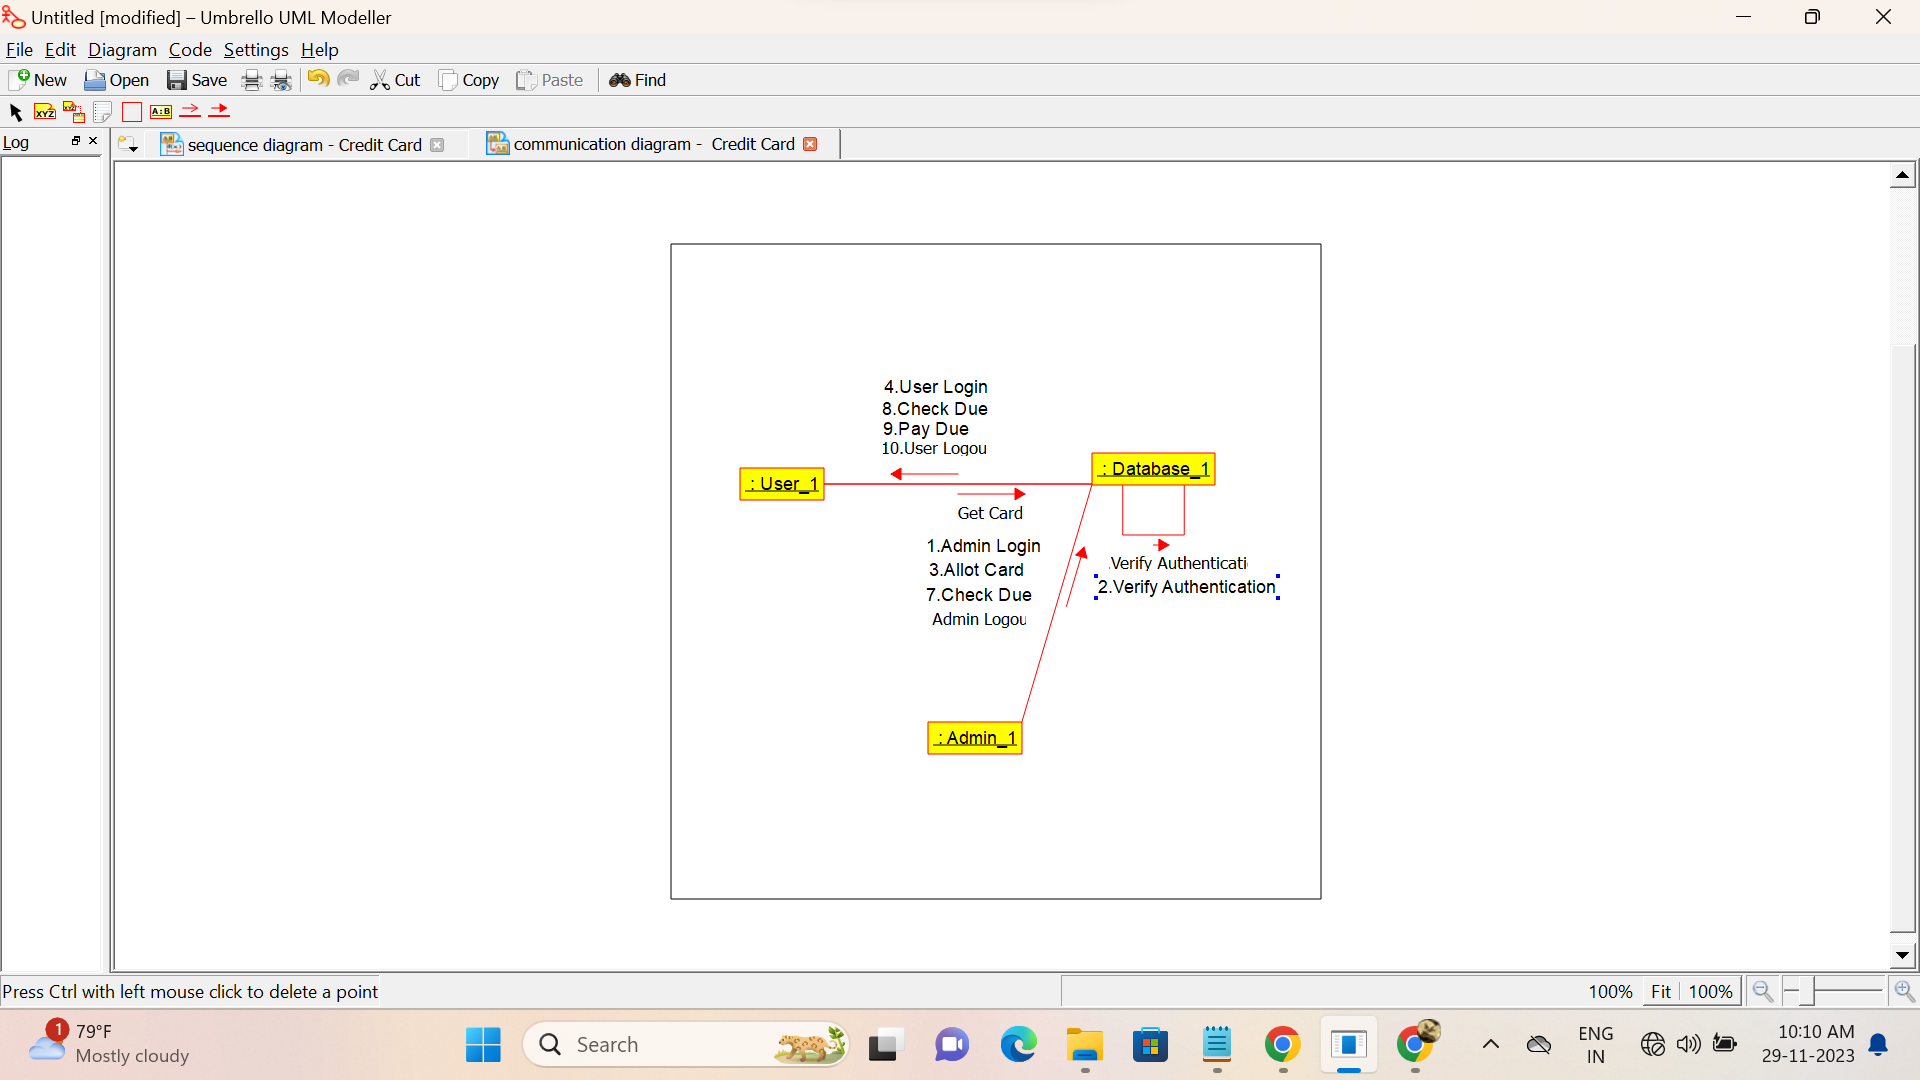 Untitled [modified] – Umbrello UML Modeller
File Edit Diagram Code Settings Help
New Open Save Cut Copy Paste Find
XYZ XYZ A:B
Log
sequence diagram - Credit Card
communication diagram - Credit Card
4.User Login
8.Check Due
9.Pay Due
10.User Logou
: User_1
: Database_1
Get Card
1.Admin Login
3.Allot Card
7.Check Due
Admin Logou
.Verify Authenticati
2.Verify Authentication
: Admin_1
Press Ctrl with left mouse click to delete a point
100% Fit 100%
1
79°F
Mostly cloudy
Search
ENG
IN
10:10 AM
29-11-2023